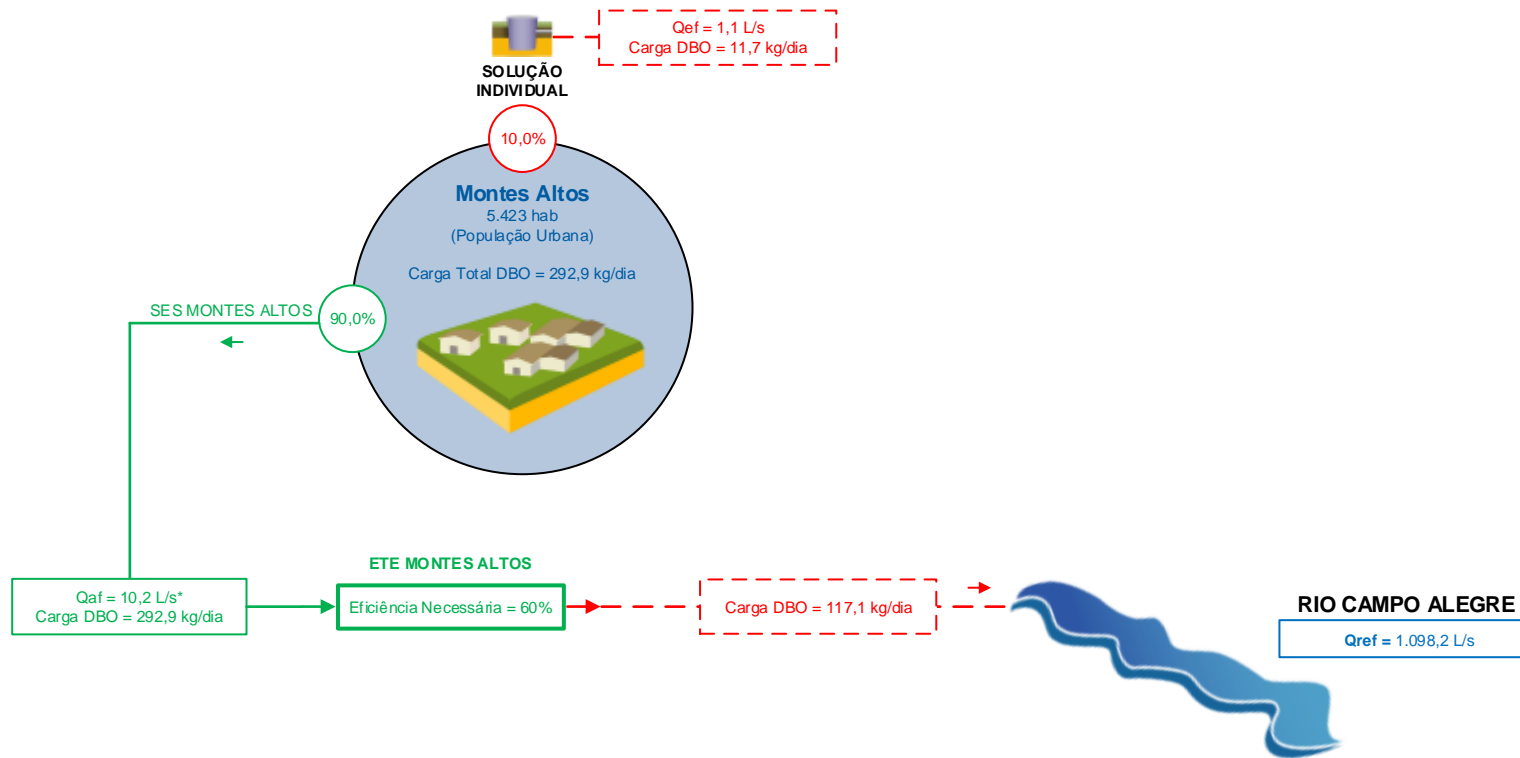 Qef = 1,1 L/s
Carga DBO = 11,7 kg/dia
SOLUÇÃO
INDIVIDUAL
10,0%
Montes Altos
5.423 hab
(População Urbana)
Carga Total DBO = 292,9 kg/dia
SES MONTES ALTOS
90,0%
ETE MONTES ALTOS
Qaf = 10,2 L/s*
Carga DBO = 292,9 kg/dia
Eficiência Necessária = 60%
Carga DBO = 117,1 kg/dia
RIO CAMPO ALEGRE
Qref = 1.098,2 L/s